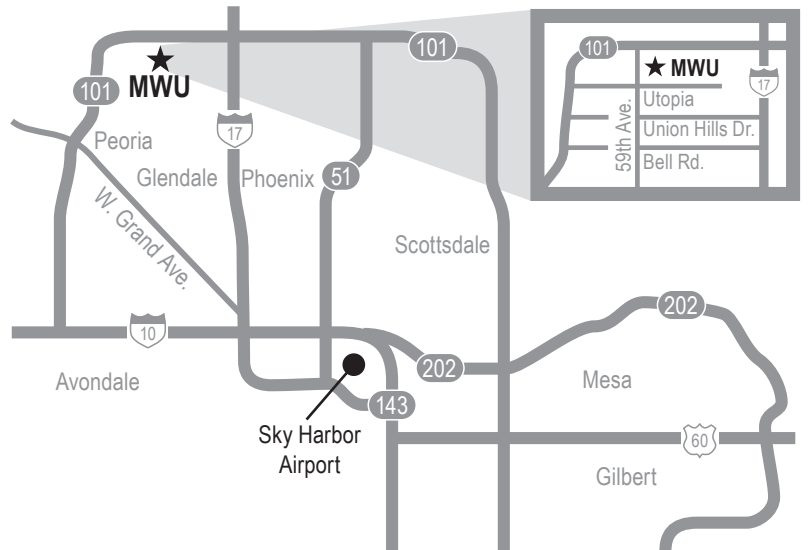 17
101
101
MWU
101
MWU
17
Utopia
59th Ave.
Union Hills Dr.
Bell Rd.
17
Peoria
Glendale
Phoenix
51
W. Grand Ave.
Scottsdale
202
10
202
Avondale
Mesa
143
Sky Harbor
Airport
60
Gilbert